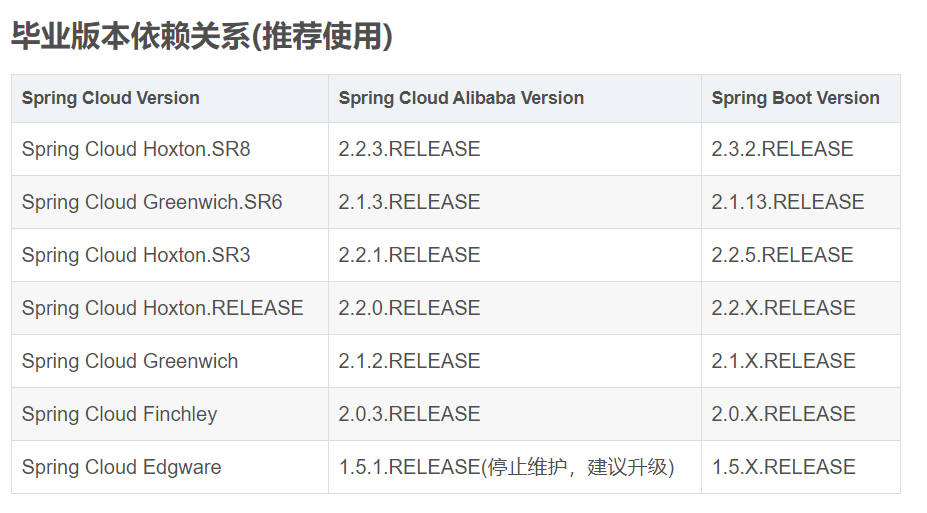 毕业版本依赖关系(推荐使用)
Spring Cloud Version Spring Cloud Alibaba Version Spring Boot Version
Spring Cloud Hoxton.SR8 2.2.3.RELEASE 2.3.2.RELEASE
Spring Cloud Greenwich.SR6 2.1.3.RELEASE 2.1.13.RELEASE
Spring Cloud Hoxton.SR3 2.2.1.RELEASE 2.2.5.RELEASE
Spring Cloud Hoxton.RELEASE 2.2.0.RELEASE 2.2.X.RELEASE
Spring Cloud Greenwich 2.1.2.RELEASE 2.1.X.RELEASE
Spring Cloud Finchley 2.0.3.RELEASE 2.0.X.RELEASE
Spring Cloud Edgware 1.5.1.RELEASE(停止维护，建议升级) 1.5.X.RELEASE